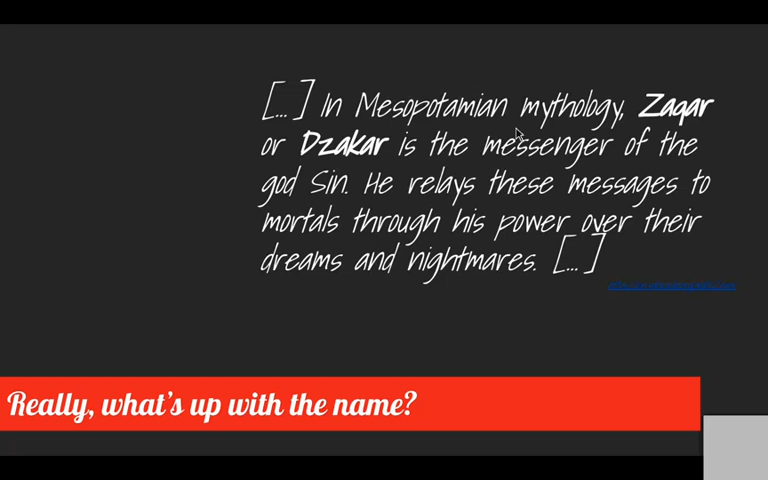 [...] In Mesopotamian mythology, Zaqar
or Dzakar is the messenger of the
god Sin. He relays these messages to
mortals through his power over their
dreams and nightmares. [...]
Really, what's up with the name?